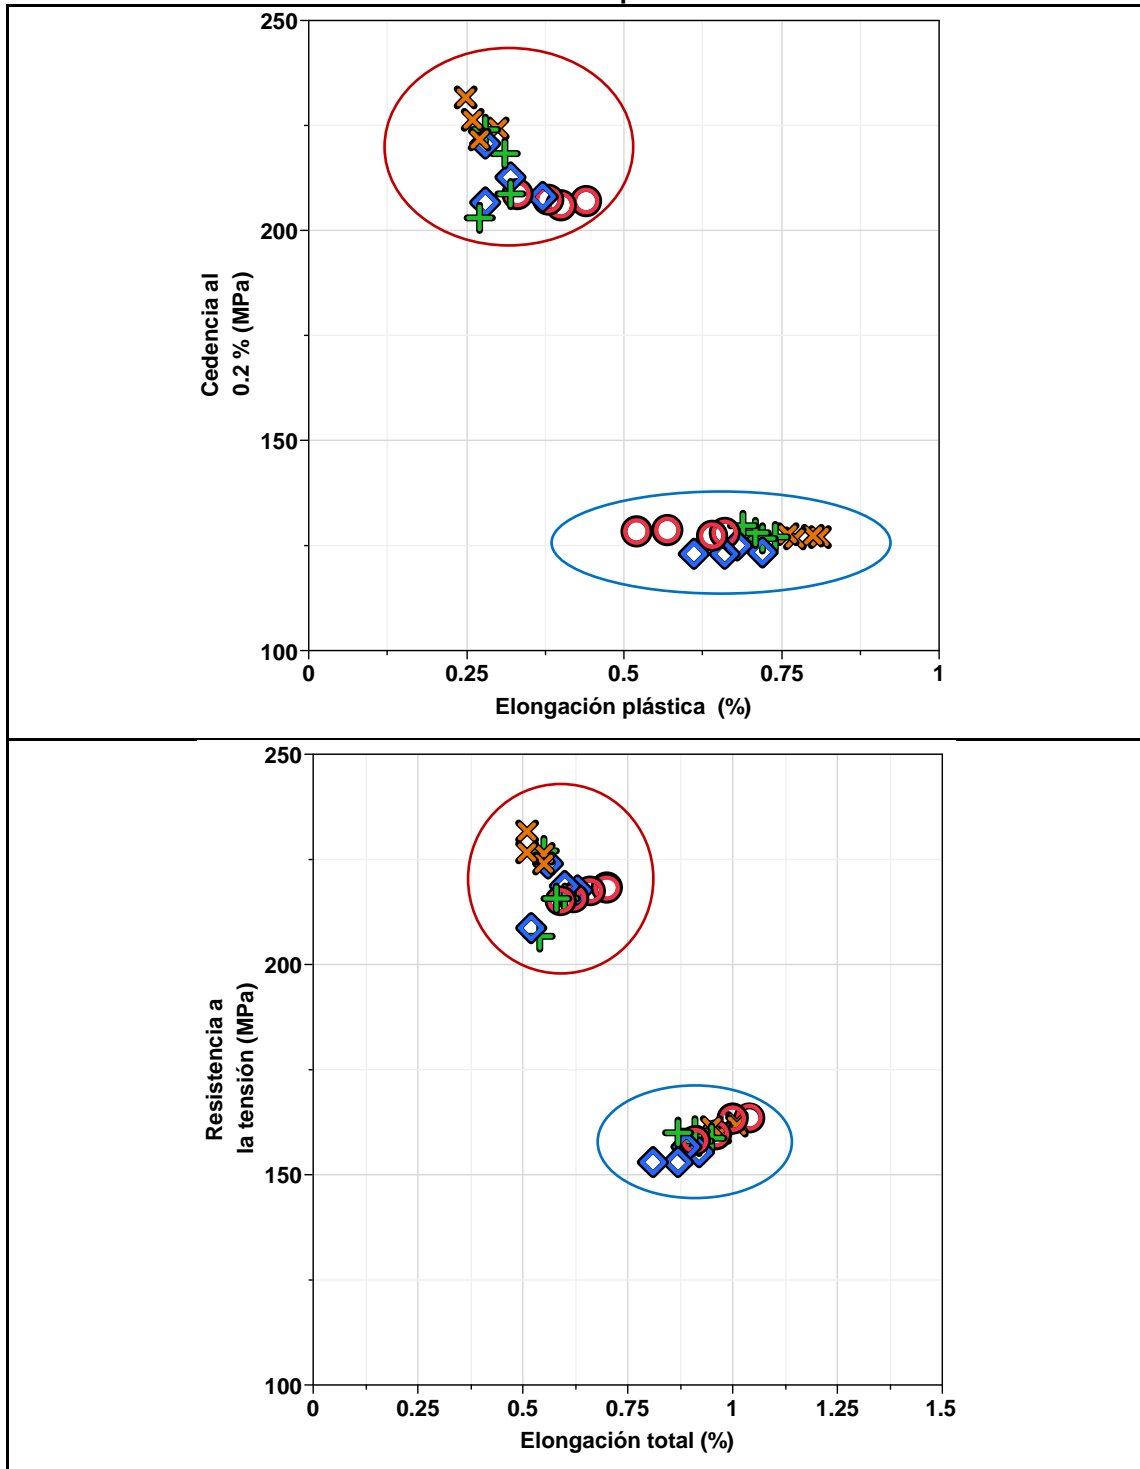 250
200
150
100
Cedencia al
0.2 % (MPa)
0 0.25 0.5 0.75 1
Elongación plástica (%)
250
200
150
100
Resistencia a
la tensión (MPa)
0 0.25 0.5 0.75 1 1.25 1.5
Elongación total (%)